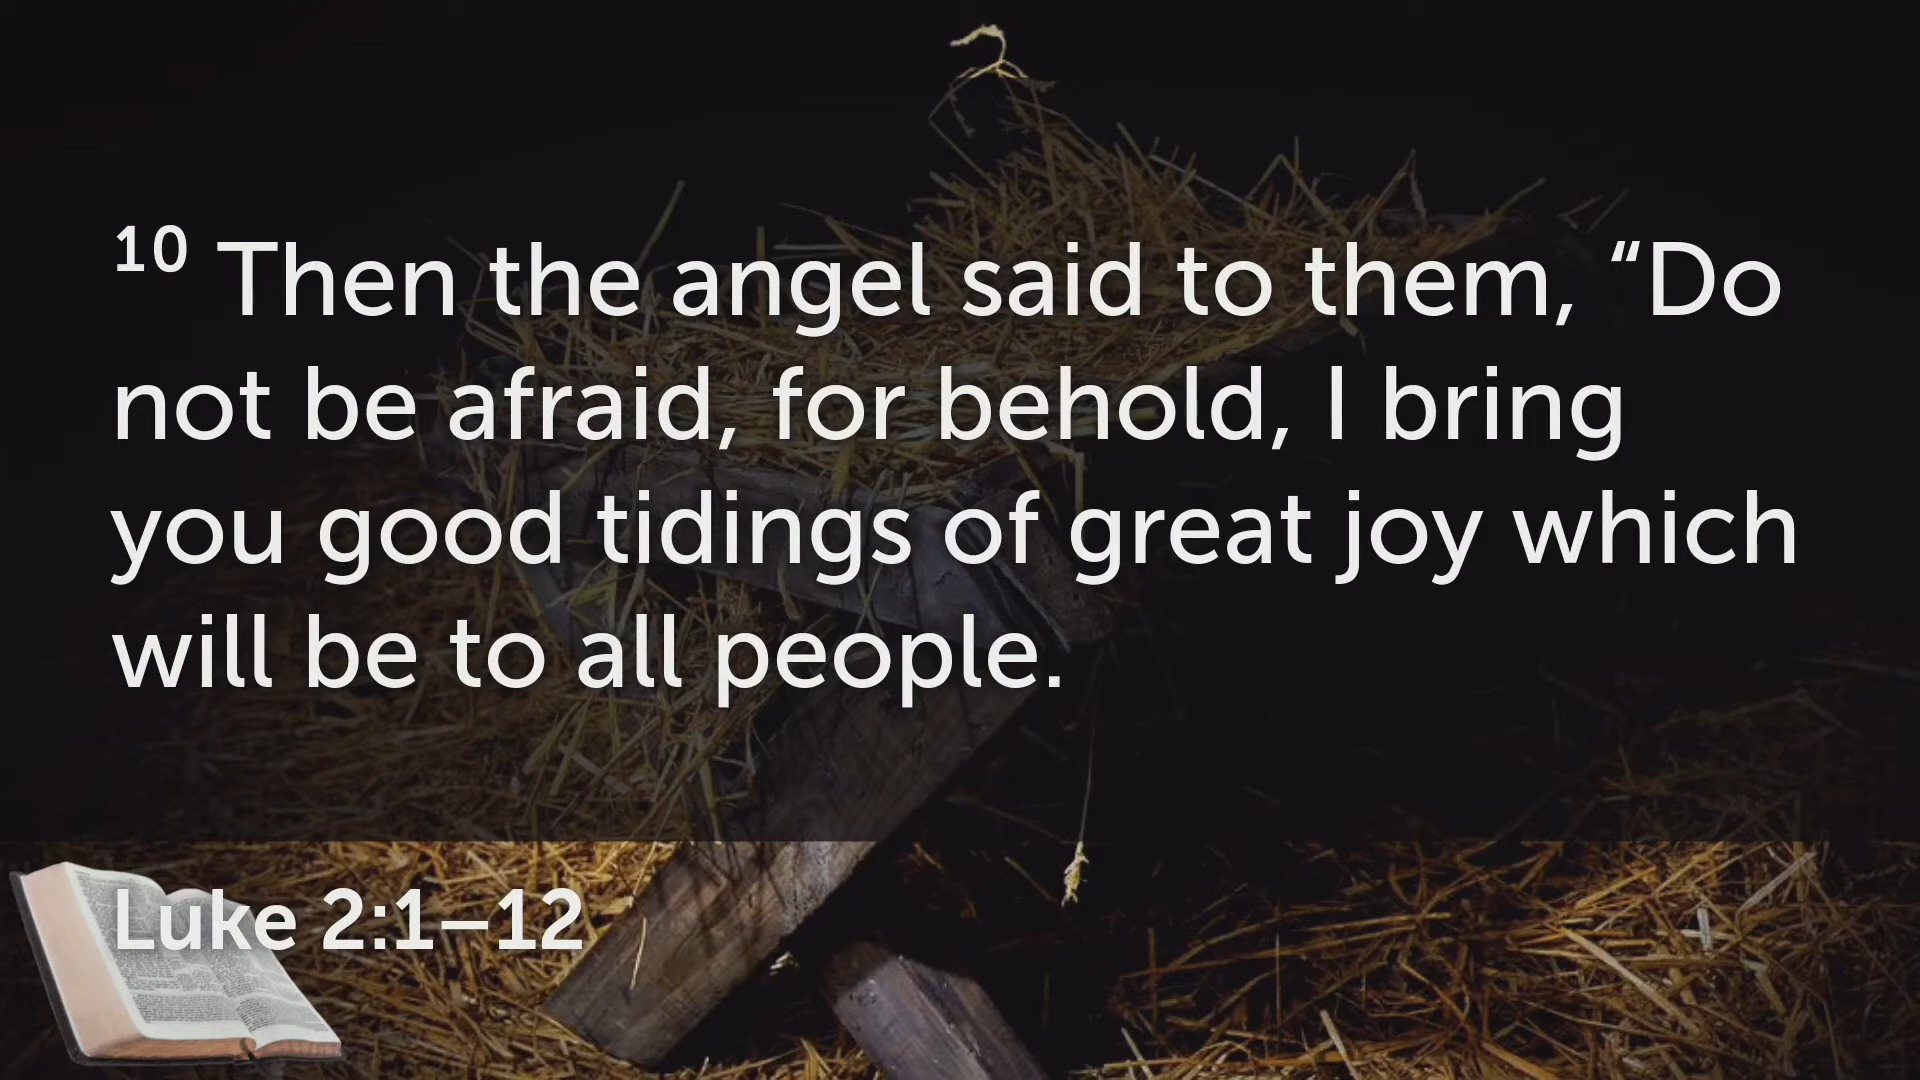 10 Then the angel said to them, “Do
not be afraid, for behold, I bring
you good tidings of great joy which
will be to all people.
Luke 2:1–12